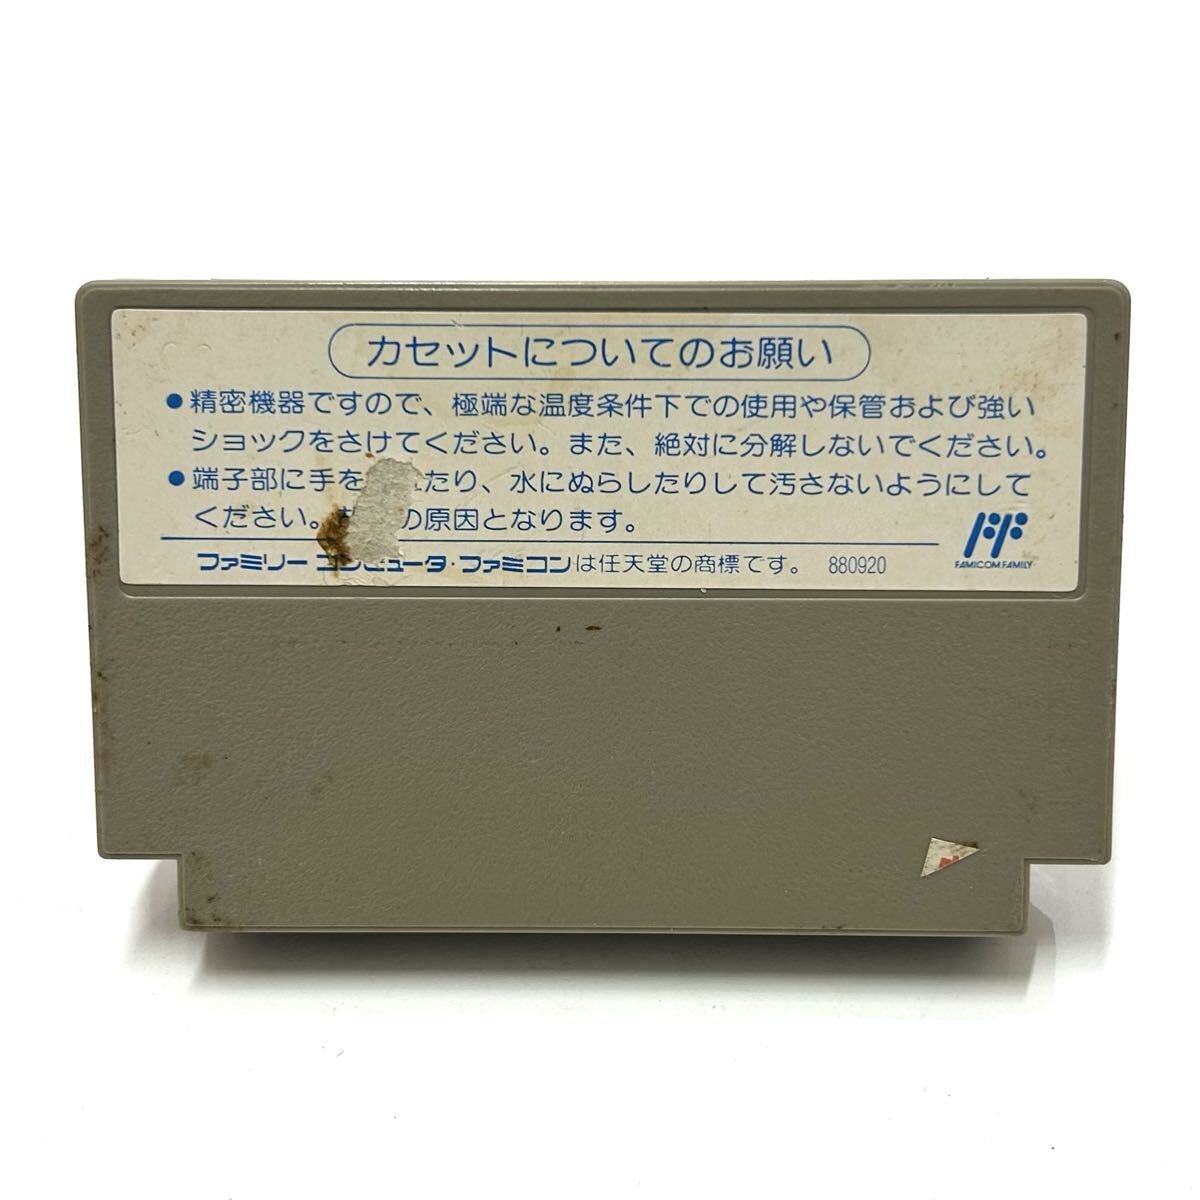 カセットについてのお願い
●精密機器ですので、極端な温度条件下での使用や保管および強い
ショックをさけてください。また、絶対に分解しないでください。
●端子部に手を たり、水にぬらしたりして汚さないようにして
ください。 の原因となります。
ファミリー コンピュータ・ファミコンは任天堂の商標です。 880920
FAMICOM FAMILY